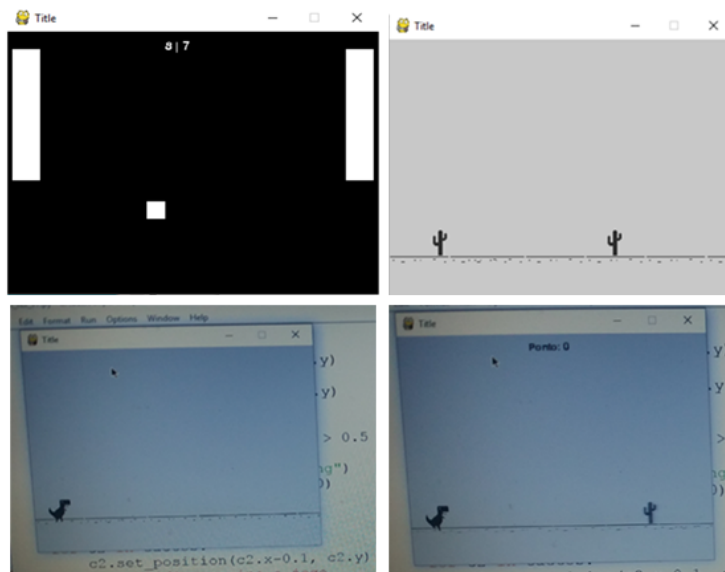 Title
8 | 7
Title
Edit Format Run Options Window Help
Title
.y)
.y)
> 0.5
ng")
))
c2.set_position(c2.x-0.1, c2.y)
Title
Ponto: 0